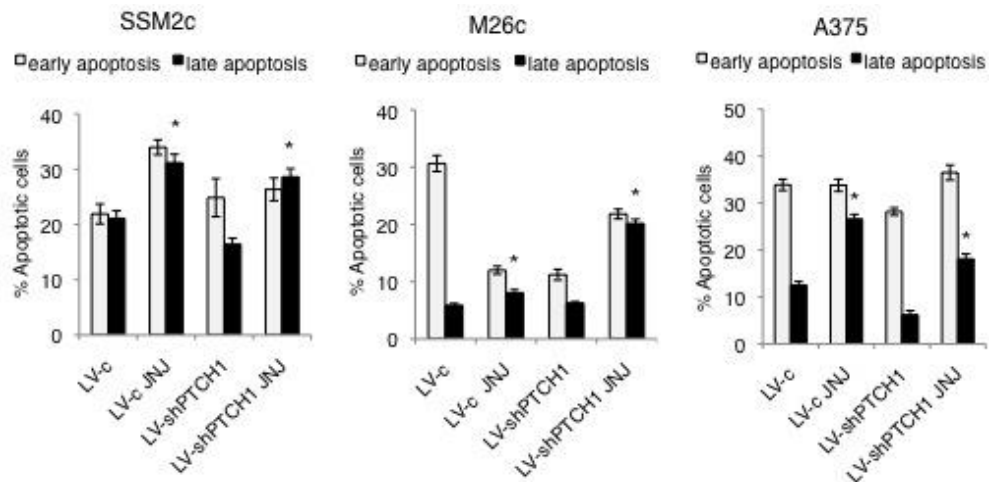 SSM2c
early apoptosis late apoptosis
% Apoptotic cells
40
30
20
10
0
*
*
LV-c
LV-c JNJ
LV-shPTCH1
LV-shPTCH1 JNJ
M26c
early apoptosis late apoptosis
% Apoptotic cells
40
30
20
10
0
*
*
LV-c
LV-c JNJ
LV-shPTCH1
LV-shPTCH1 JNJ
A375
early apoptosis late apoptosis
% Apoptotic cells
50
40
30
20
10
0
*
*
LV-c
LV-c JNJ
LV-shPTCH1
LV-shPTCH1 JNJ